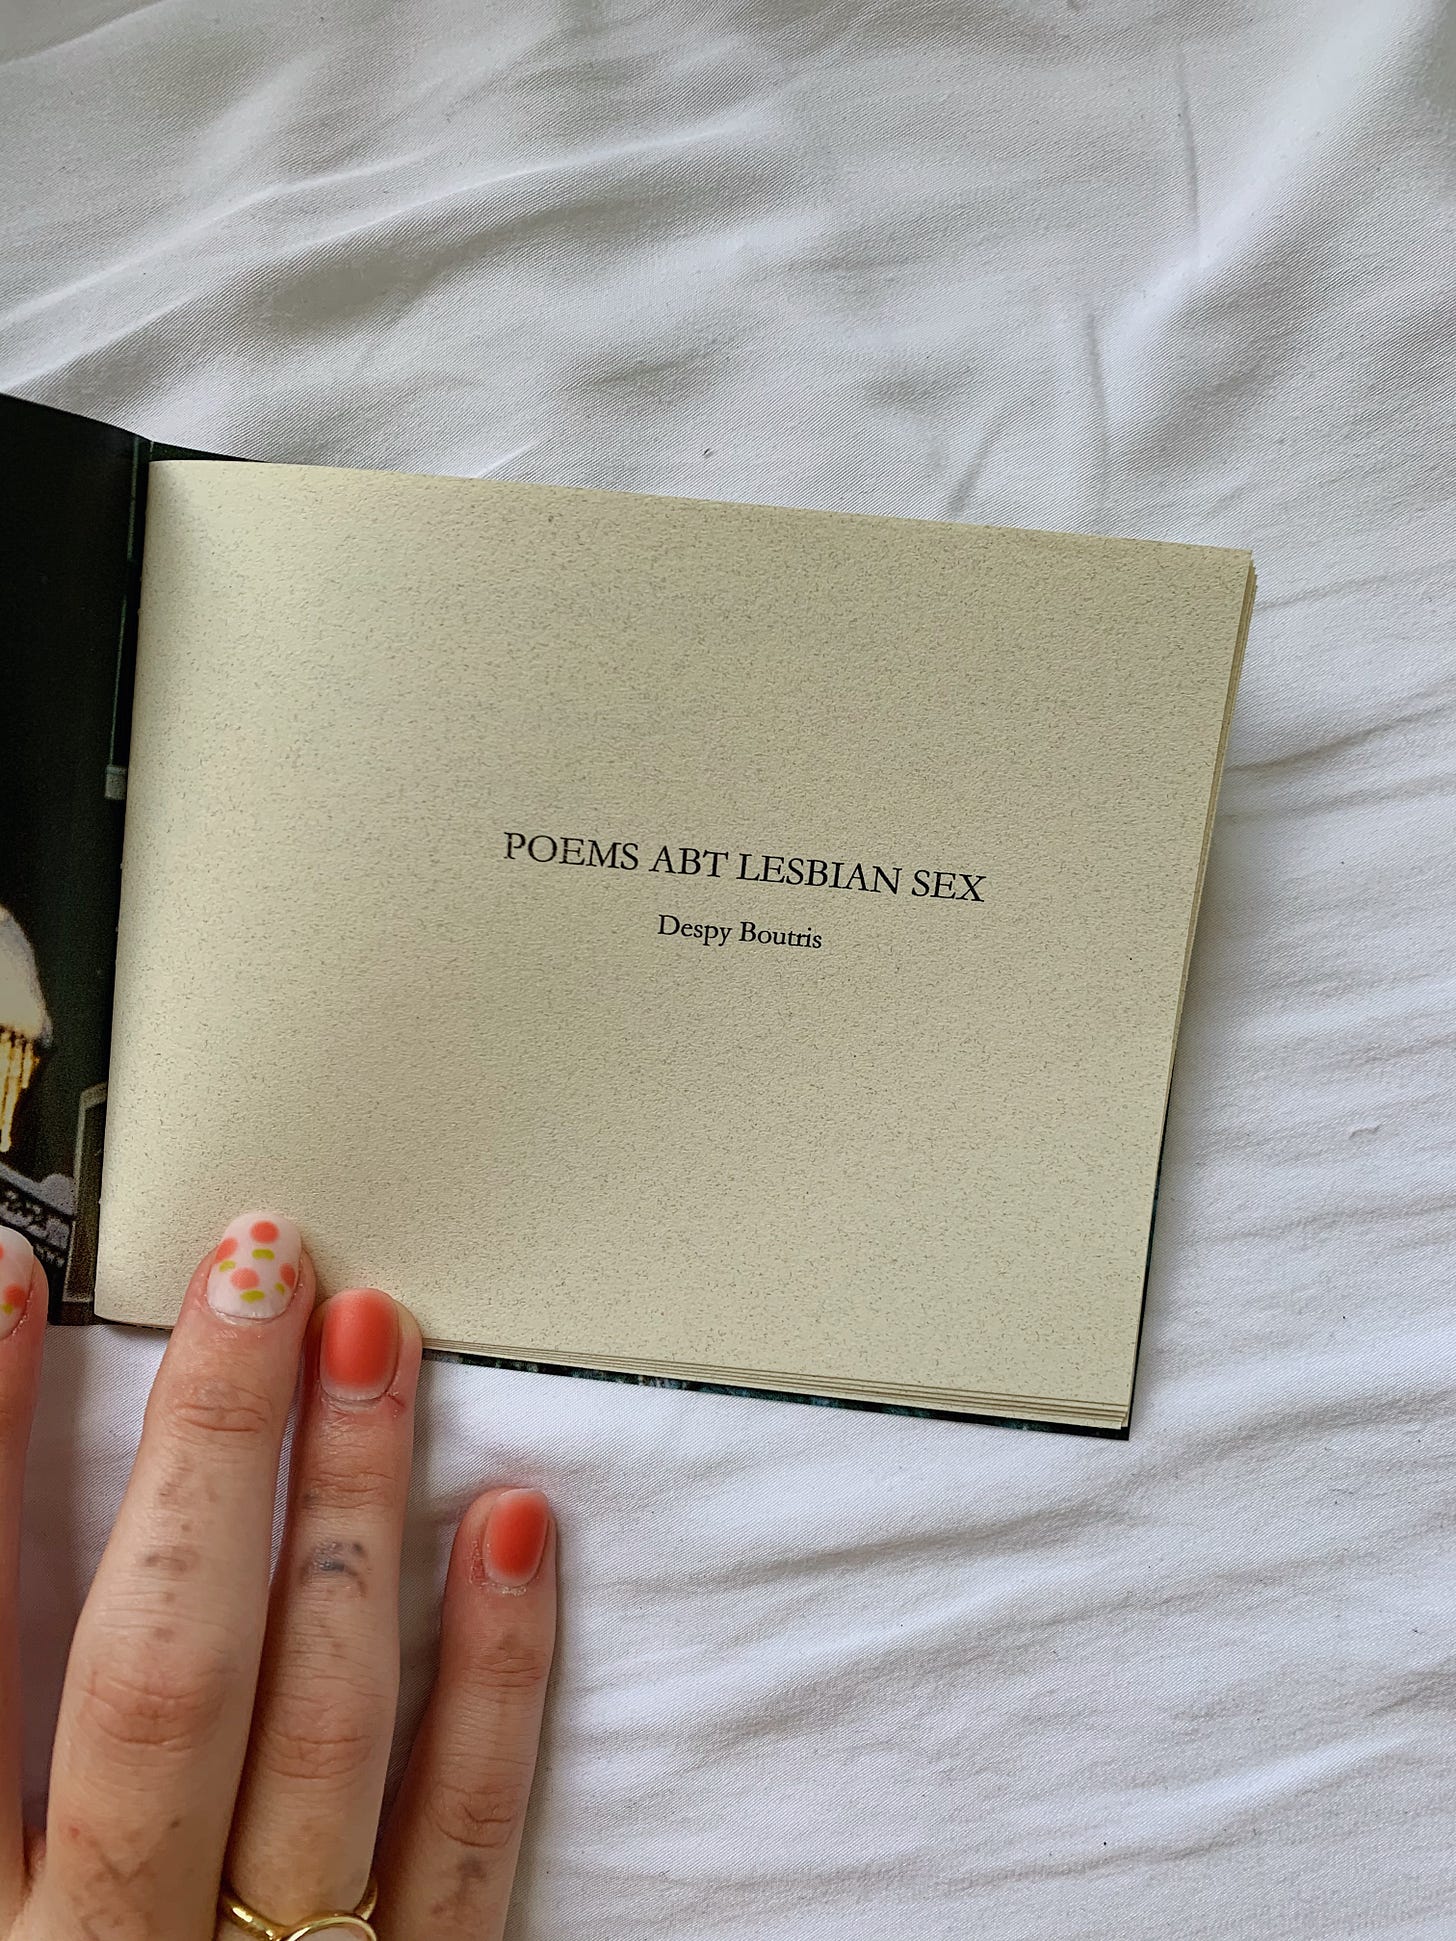 POEMS ABT LESBIAN SEX
Despy Boutris